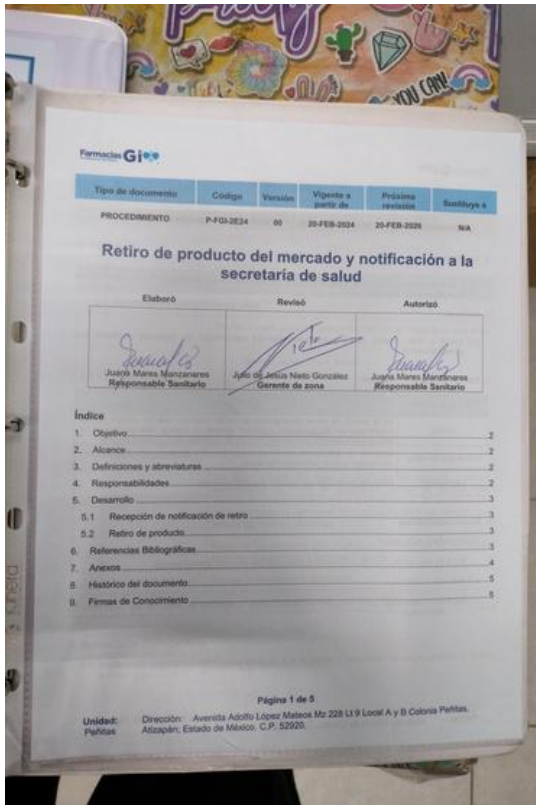 YOU CAN!
Farmacias Gi
Tipo de documento Código Versión Vigente a partir de Próxima revisión Sustituye a
PROCEDIMIENTO P-FGI-2E24 00 20-FEB-2024 20-FEB-2026 N/A
Retiro de producto del mercado y notificación a la
secretaría de salud
Elaboró Revisó Autorizó
Juana Mares Manzanares Julio de Jesús Nieto González Juana Mares Manzanares
Responsable Sanitario Gerente de zona Responsable Sanitario
Índice
1. Objetivo 2
2. Alcance 2
3. Definiciones y abreviaturas 2
4. Responsabilidades 2
5. Desarrollo 3
5.1 Recepción de notificación de retiro 3
5.2 Retiro de producto 3
6. Referencias Bibliográficas 3
7. Anexos 4
8. Histórico del documento 5
9. Firmas de Conocimiento 5
Página 1 de 5
Unidad: Dirección: Avenida Adolfo López Mateos Mz 228 Lt 9 Local A y B Colonia Peñitas,
Peñitas Atizapán; Estado de México. C.P. 52920.